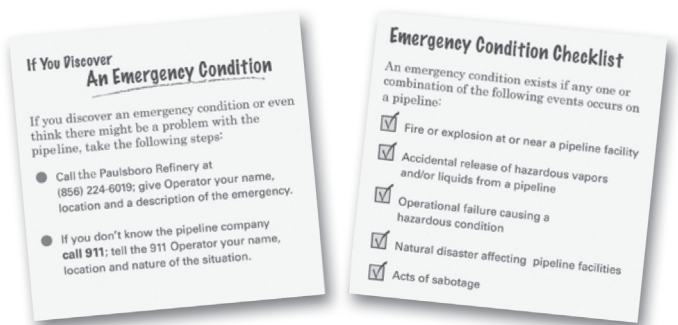 If You Discover
An Emergency Condition
If you discover an emergency condition or even
think there might be a problem with the
pipeline, take the following steps:
Call the Paulsboro Refinery at
(856) 224-6019; give Operator your name,
location and a description of the emergency.
If you don't know the pipeline company
call 911; tell the 911 Operator your name,
location and nature of the situation.
Emergency Condition Checklist
An emergency condition exists if any one or
combination of the following events occurs on
a pipeline:
Fire or explosion at or near a pipeline facility
Accidental release of hazardous vapors
and/or liquids from a pipeline
Operational failure causing a
hazardous condition
Natural disaster affecting pipeline facilities
Acts of sabotage